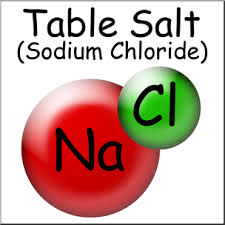 Table Salt
(Sodium Chloride)
Cl
Na